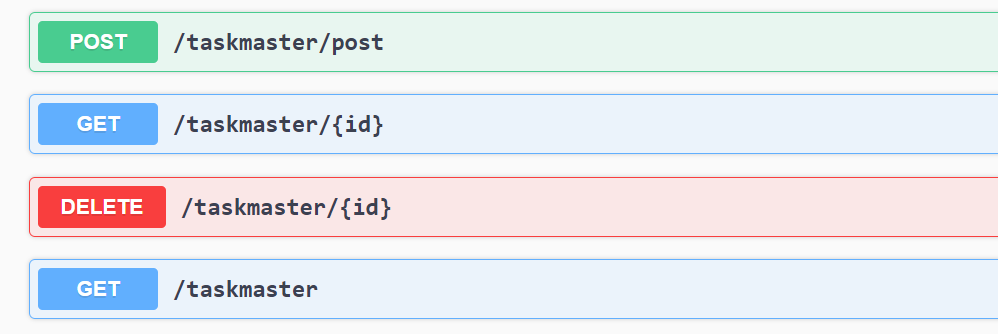 POST /taskmaster/post
GET /taskmaster/{id}
DELETE /taskmaster/{id}
GET /taskmaster